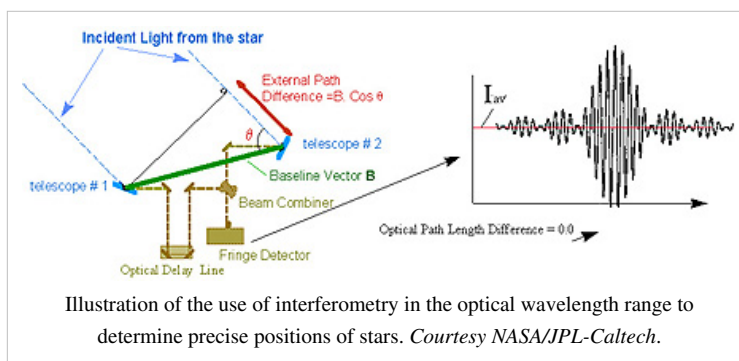 Incident Light from the star
External Path
Difference =B. Cos θ
θ
telescope # 2
telescope # 1
Baseline Vector B
Beam Combiner
Fringe Detector
Optical Delay Line
I av
Optical Path Length Difference = 0.0
Illustration of the use of interferometry in the optical wavelength range to
determine precise positions of stars. Courtesy NASA/JPL-Caltech.